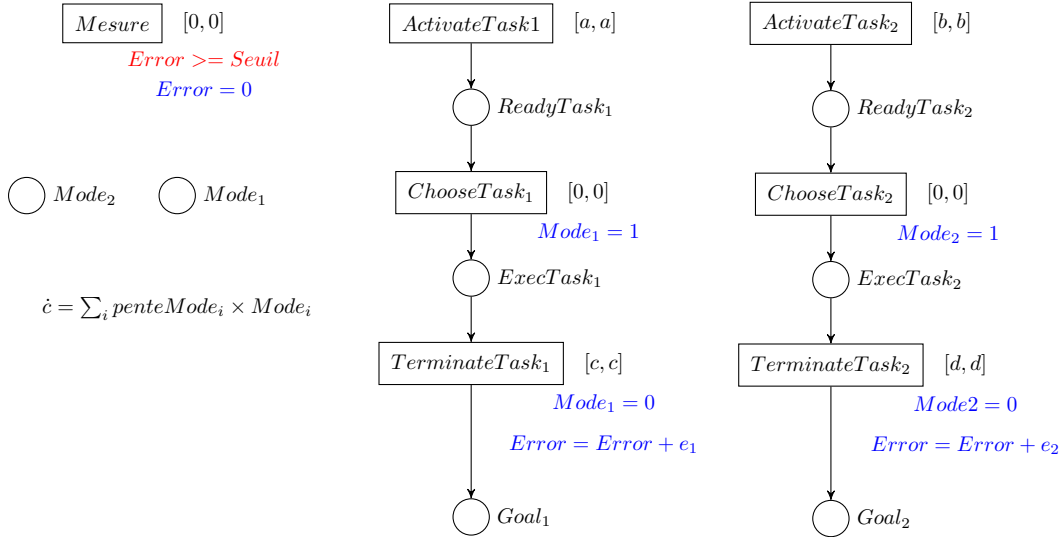 Mesure [0, 0]
Error >= Seuil
Error = 0
Mode₂ Mode₁
ċ = ∑ᵢ penteModeᵢ × Modeᵢ
ActivateTask1 [a, a]
ReadyTask₁
ChooseTask₁ [0, 0]
Mode₁ = 1
ExecTask₁
TerminateTask₁ [c, c]
Mode₁ = 0
Error = Error + e₁
Goal₁
ActivateTask₂ [b, b]
ReadyTask₂
ChooseTask₂ [0, 0]
Mode₂ = 1
ExecTask₂
TerminateTask₂ [d, d]
Mode2 = 0
Error = Error + e₂
Goal₂